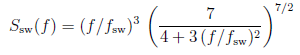 S_sw(f) = (f/f_sw)^3 (7 / (4 + 3 (f/f_sw)^2))^{7/2}